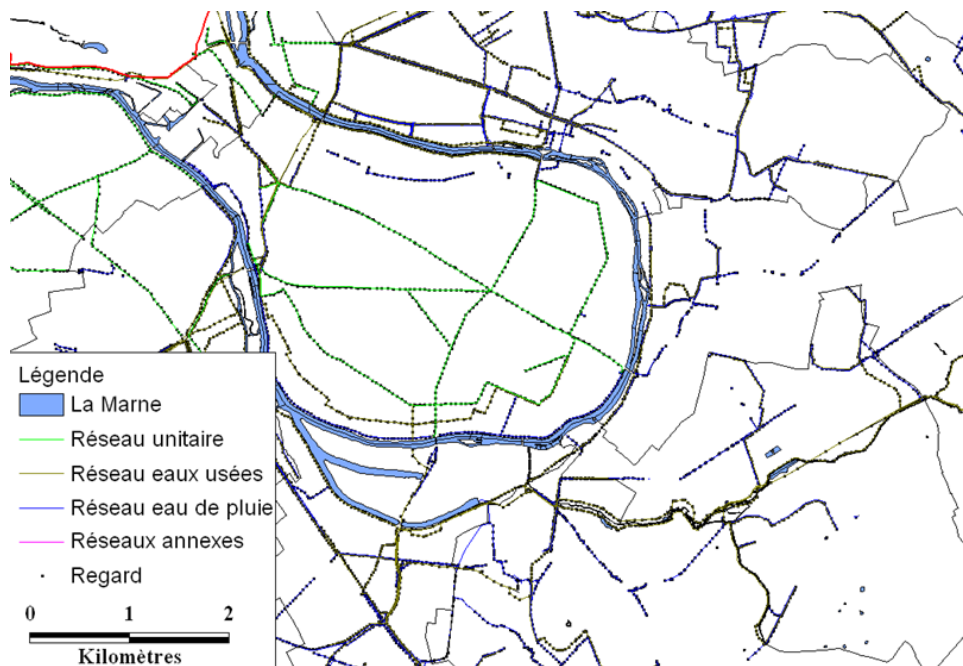 Légende
La Marne
Réseau unitaire
Réseau eaux usées
Réseau eau de pluie
Réseaux annexes
Regard
0 1 2
Kilomètres